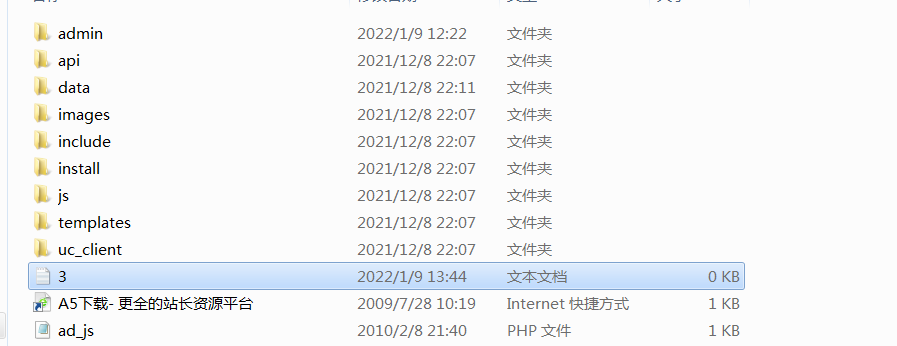 admin 2022/1/9 12:22 文件夹
api 2021/12/8 22:07 文件夹
data 2021/12/8 22:11 文件夹
images 2021/12/8 22:07 文件夹
include 2021/12/8 22:07 文件夹
install 2021/12/8 22:07 文件夹
js 2021/12/8 22:07 文件夹
templates 2021/12/8 22:07 文件夹
uc_client 2021/12/8 22:07 文件夹
3 2022/1/9 13:44 文本文档 0 KB
A5下载- 更全的站长资源平台 2009/7/28 10:19 Internet 快捷方式 1 KB
ad_js 2010/2/8 21:40 PHP 文件 1 KB